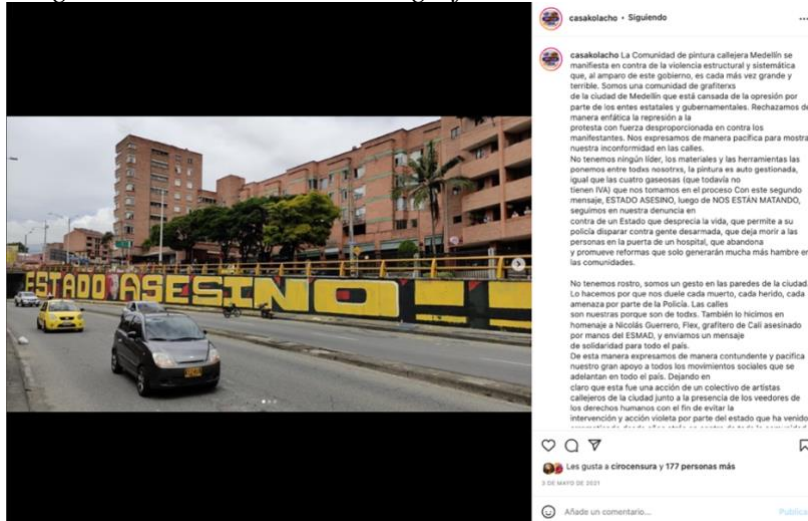 casakolacho • Siguiendo
casakolacho La Comunidad de pintura callejera Medellín se
manifiesta en contra de la violencia estructural y sistemática
que, al amparo de este gobierno, es cada más vez grande y
terrible. Somos una comunidad de grafiterxs
de la ciudad de Medellín que está cansada de la opresión por
parte de los entes estatales y gubernamentales. Rechazamos de
manera enfática la represión a la
protesta con fuerza desproporcionada en contra los
manifestantes. Nos expresamos de manera pacífica para mostra
nuestra inconformidad en las calles.
No tenemos ningún líder, los materiales y las herramientas las
ponemos entre todxs nosotrxs, la pintura es auto gestionada,
igual que las cuatro gaseosas (que todavía no
tienen IVA) que nos tomamos en el proceso Con este segundo
mensaje, ESTADO ASESINO, luego de NOS ESTÁN MATANDO,
seguimos en nuestra denuncia en
contra de un Estado que desprecia la vida, que permite a su
policía disparar contra gente desarmada, que deja morir a las
personas en la puerta de un hospital, que abandona
y promueve reformas que solo generarán mucha más hambre en
las comunidades.
No tenemos rostro, somos un gesto en las paredes de la ciudad.
Lo hacemos por que nos duele cada muerto, cada herido, cada
amenaza por parte de la Policía. Las calles
son nuestras porque son de todxs. También lo hicimos en
homenaje a Nicolás Guerrero, Flex, grafitero de Cali asesinado
por manos del ESMAD, y enviamos un mensaje
de solidaridad para todo el país.
De esta manera expresamos de manera contundente y pacífica
nuestro gran apoyo a todos los movimientos sociales que se
adelantan en todo el país. Dejando en
claro que esta fue una acción de un colectivo de artistas
callejeros de la ciudad junto a la presencia de los veedores de
los derechos humanos con el fin de evitar la
intervención y acción violeta por parte del estado que ha venido
ESTADO ASESINO!!
Les gusta a cirocensura y 177 personas más
3 DE MAYO DE 2021
Añade un comentario...
Publicar